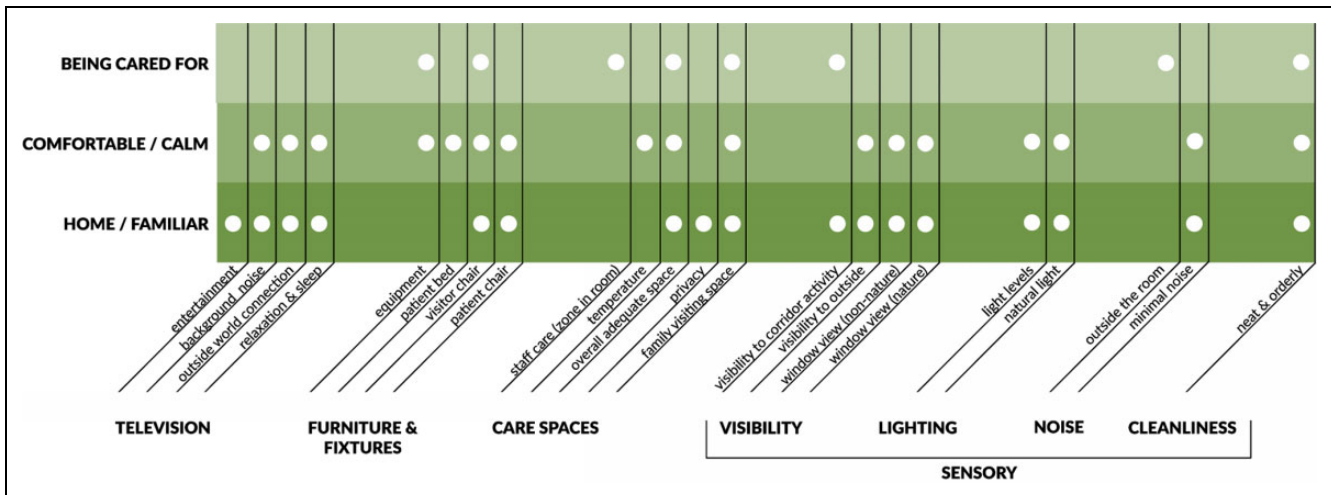 BEING CARED FOR
COMFORTABLE / CALM
HOME / FAMILIAR
entertainment
background noise
outside world connection
relaxation & sleep
equipment
patient bed
visitor chair
patient chair
staff care (zone in room)
temperature
overall adequate space
privacy
family visiting space
visibility to corridor activity
visibility to outside
window view (non-nature)
window view (nature)
light levels
natural light
outside the room
minimal noise
neat & orderly
TELEVISION
FURNITURE &
FIXTURES
CARE SPACES
VISIBILITY
LIGHTING
NOISE
CLEANLINESS
SENSORY